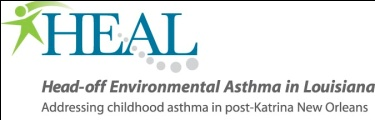 HEAL
Head-off Environmental Asthma in Louisiana
Addressing childhood asthma in post-Katrina New Orleans